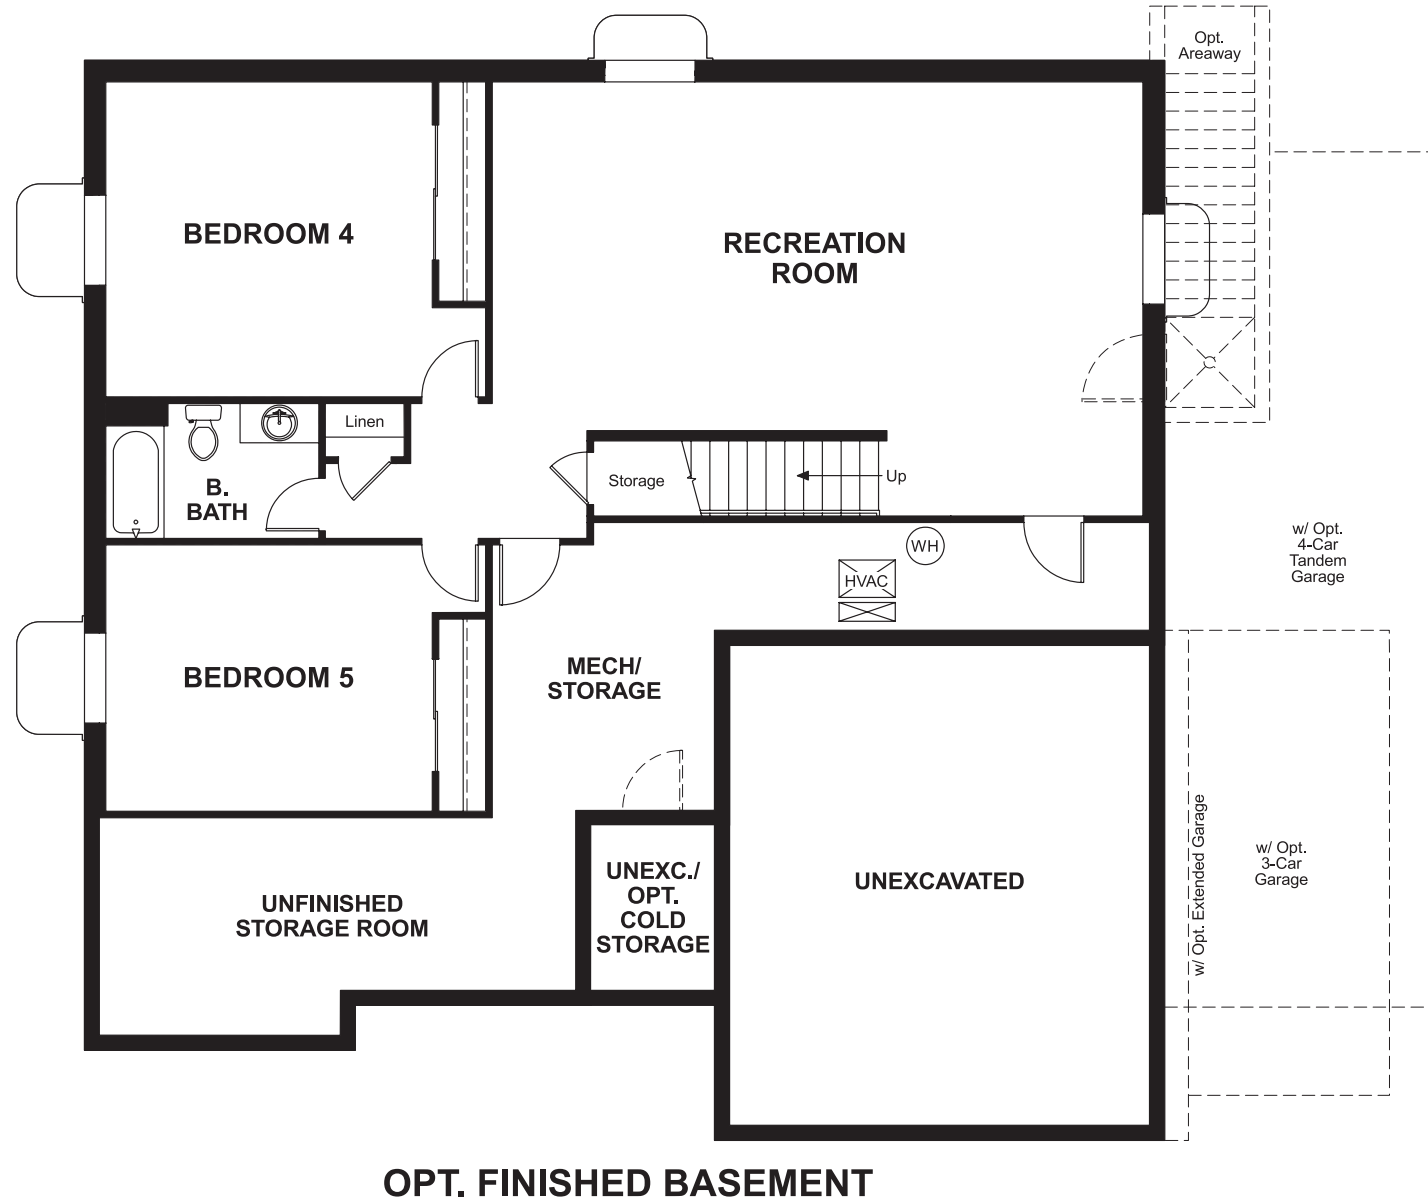 Opt.
Areaway
BEDROOM 4
RECREATION
ROOM
Linen
B.
BATH
Storage
Up
WH
HVAC
w/ Opt.
4-Car
Tandem
Garage
BEDROOM 5
MECH/
STORAGE
UNFINISHED
STORAGE ROOM
UNEXC./
OPT.
COLD
STORAGE
UNEXCAVATED
w/ Opt. Extended Garage
w/ Opt.
3-Car
Garage
OPT. FINISHED BASEMENT